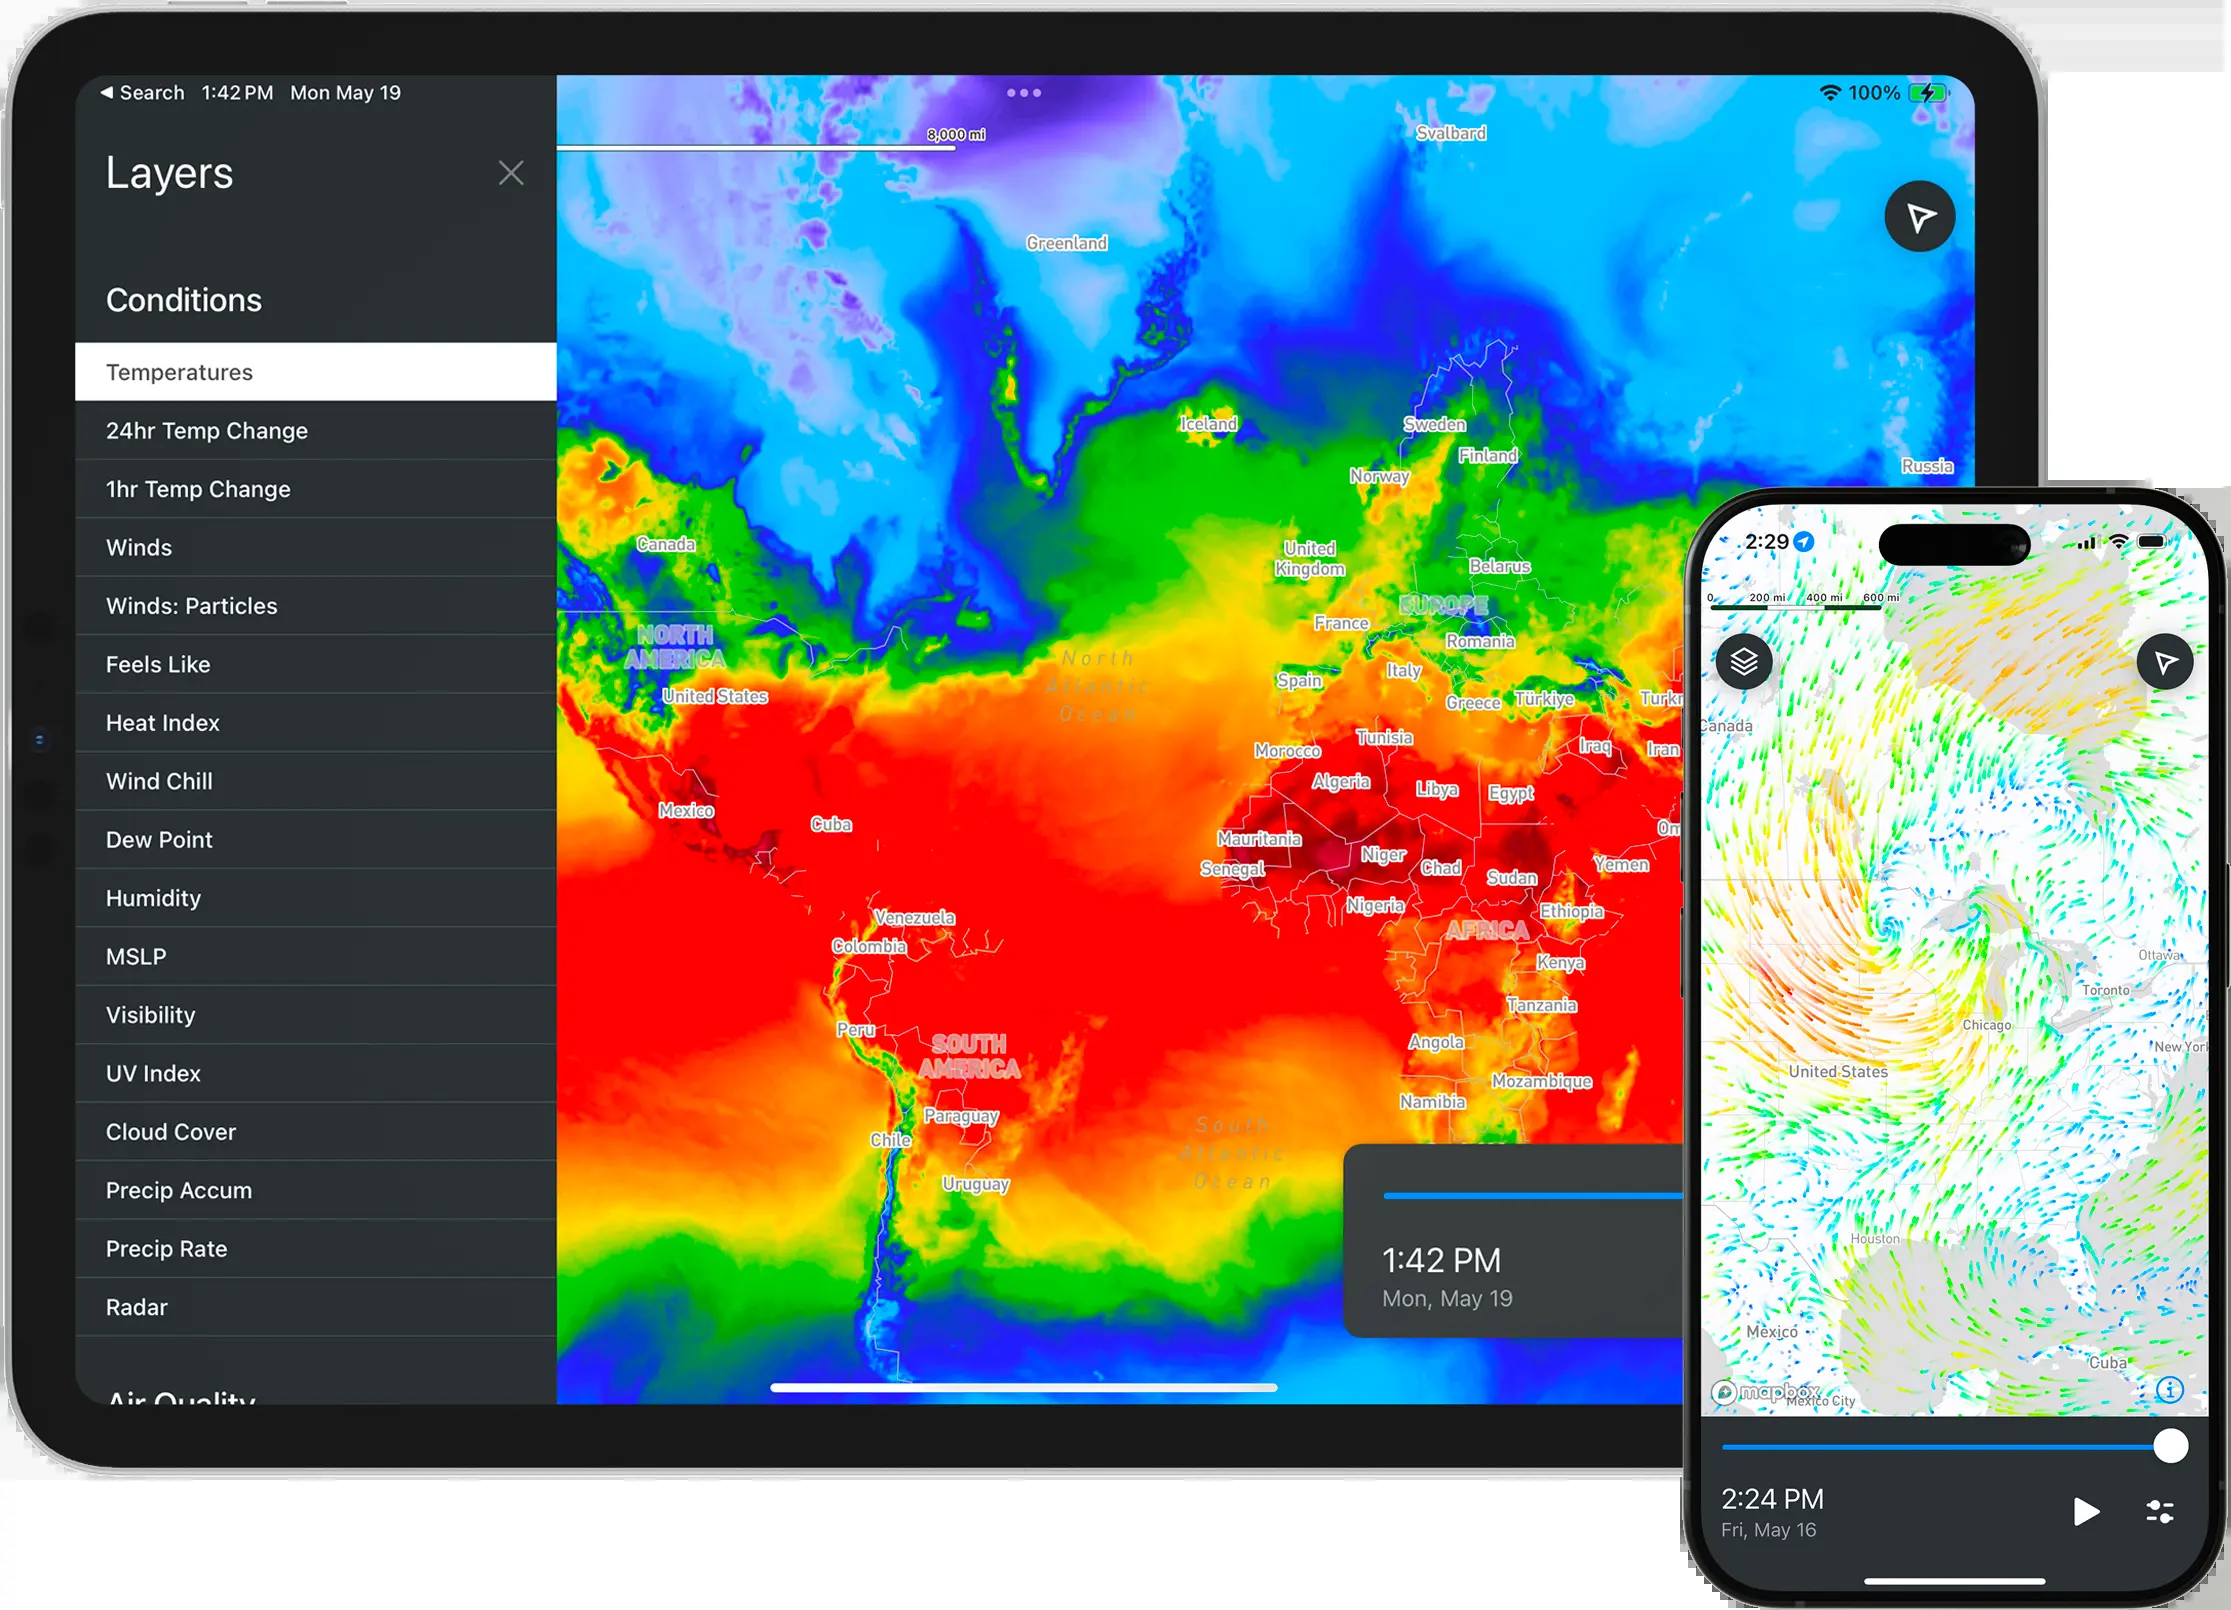 ◀ Search 1:42 PM Mon May 19
100%
Layers
Conditions
Temperatures
24hr Temp Change
1hr Temp Change
Winds
Winds: Particles
Feels Like
Heat Index
Wind Chill
Dew Point
Humidity
MSLP
Visibility
UV Index
Cloud Cover
Precip Accum
Precip Rate
Radar
Air Quality
8,000 mi
Svalbard
Greenland
Iceland
Sweden
Finland
Norway
Russia
Canada
United
Kingdom
Belarus
EUROPE
France
Romania
NORTH
AMERICA
North
Atlantic
Ocean
Italy
Spain
United States
Greece
Türkiye
Turkr
Tunisia
Morocco
Iraq
Iran
Algeria
Libya
Egypt
Mexico
Cuba
Om
Mauritania
Niger
Senegal
Chad
Sudan
Yemen
Nigeria
Ethiopia
Venezuela
AFRICA
Colombia
Kenya
Tanzania
Peru
SOUTH
AMERICA
Angola
Mozambique
Namibia
Paraguay
Chile
South
Atlantic
Ocean
Uruguay
1:42 PM
Mon, May 19
2:29
0 200 mi 400 mi 600 mi
Canada
Ottawa
Toronto
Chicago
New York
United States
Houston
Mexico
Cuba
mapbox
Mexico City
2:24 PM
Fri, May 16